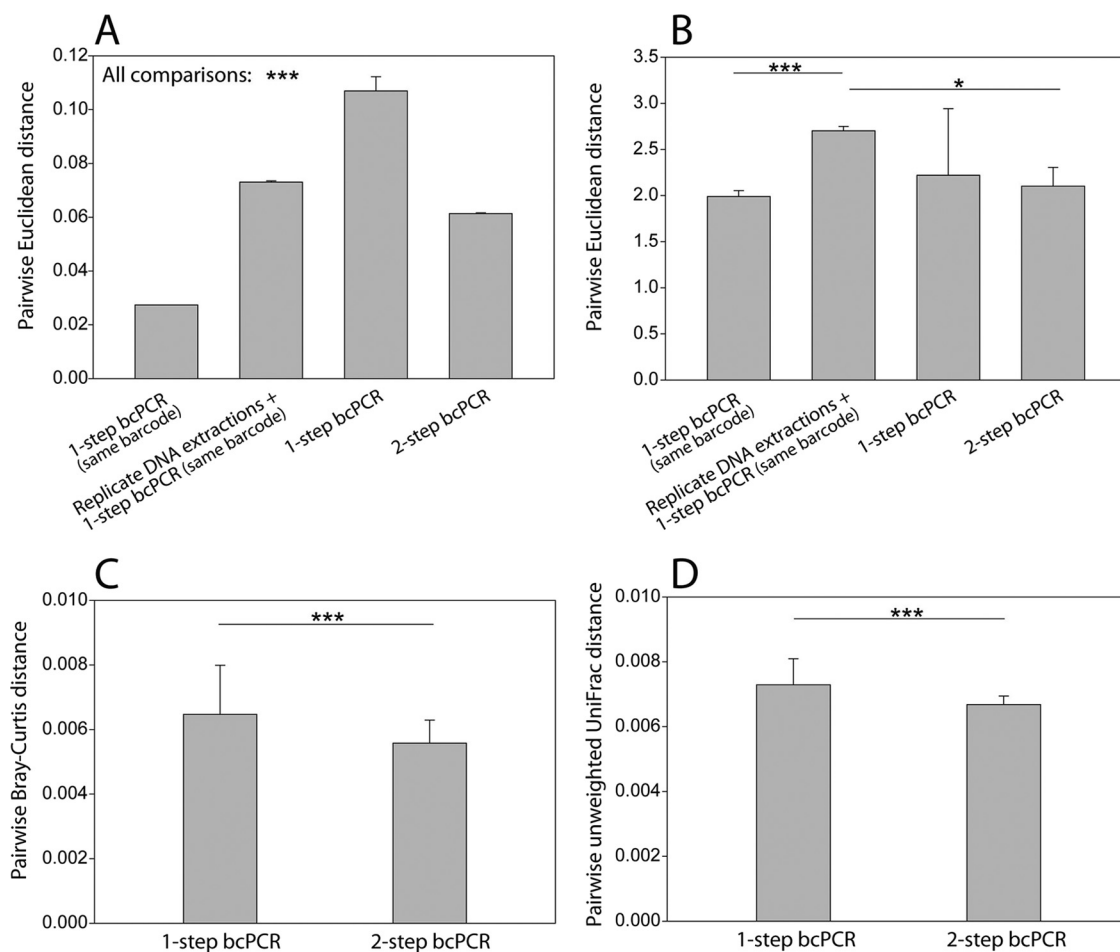 A
Pairwise Euclidean distance
0.12
0.10
0.08
0.06
0.04
0.02
0.00
All comparisons: ***
1-step bcPCR
(same barcode)
Replicate DNA extractions +
1-step bcPCR (same barcode)
1-step bcPCR
2-step bcPCR
B
Pairwise Euclidean distance
3.5
3.0
2.5
2.0
1.5
1.0
0.5
0.0
***
*
1-step bcPCR
(same barcode)
Replicate DNA extractions +
1-step bcPCR (same barcode)
1-step bcPCR
2-step bcPCR
C
Pairwise Bray-Curtis distance
0.010
0.008
0.006
0.004
0.002
0.000
***
1-step bcPCR
2-step bcPCR
D
Pairwise unweighted UniFrac distance
0.010
0.008
0.006
0.004
0.002
0.000
***
1-step bcPCR
2-step bcPCR